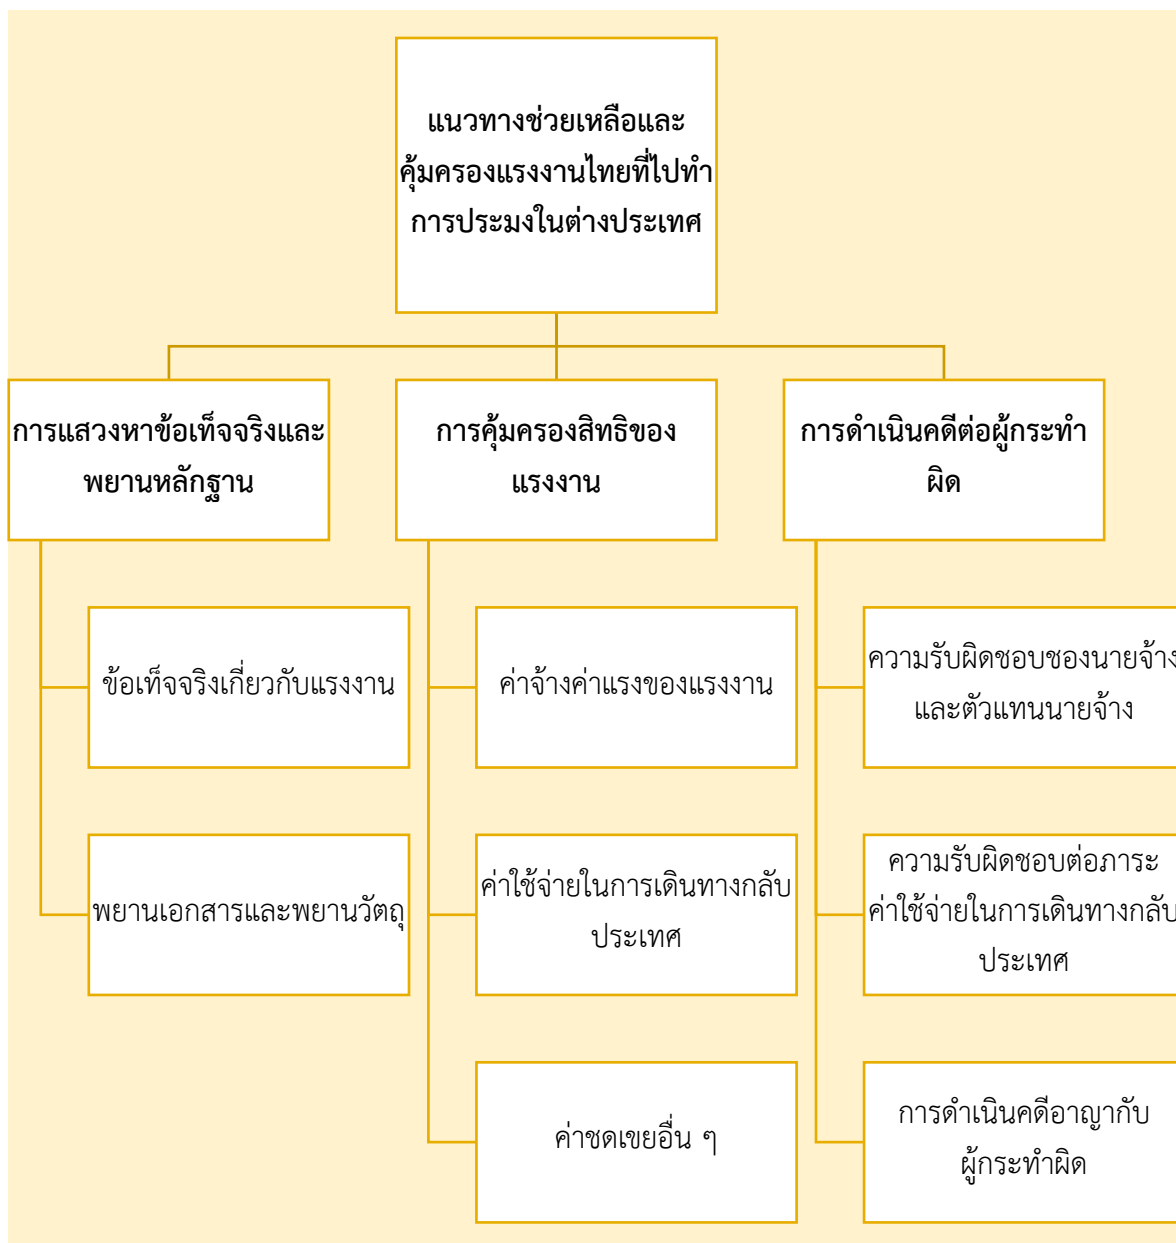 แนวทางช่วยเหลือและ
คุ้มครองแรงงานไทยที่ไปทำ
การประมงในต่างประเทศ
การแสวงหาข้อเท็จจริงและ
พยานหลักฐาน
ข้อเท็จจริงเกี่ยวกับแรงงาน
พยานเอกสารและพยานวัตถุ
การคุ้มครองสิทธิของ
แรงงาน
ค่าจ้างค่าแรงของแรงงาน
ค่าใช้จ่ายในการเดินทางกลับ
ประเทศ
ค่าชดเขยอื่น ๆ
การดำเนินคดีต่อผู้กระทำ
ผิด
ความรับผิดชอบชองนายจ้าง
และตัวแทนนายจ้าง
ความรับผิดชอบต่อภาระ
ค่าใช้จ่ายในการเดินทางกลับ
ประเทศ
การดำเนินคดีอาญากับ
ผู้กระทำผิด